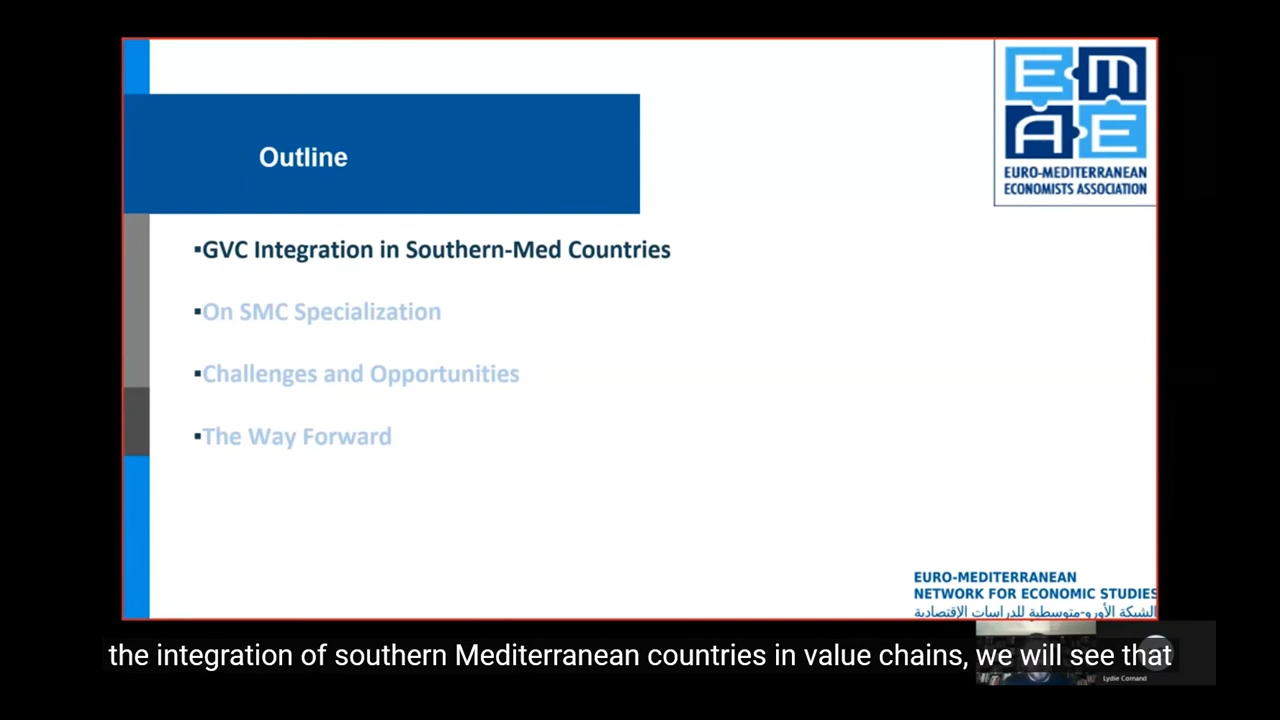 EMAE
EURO-MEDITERRANEAN
ECONOMISTS ASSOCIATION
Outline
▪GVC Integration in Southern-Med Countries
▪On SMC Specialization
▪Challenges and Opportunities
▪The Way Forward
EURO-MEDITERRANEAN
NETWORK FOR ECONOMIC STUDIES
الشبكة الأورو-متوسطية للدراسات الإقتصادية
the integration of southern Mediterranean countries in value chains, we will see that
Lydie Comand